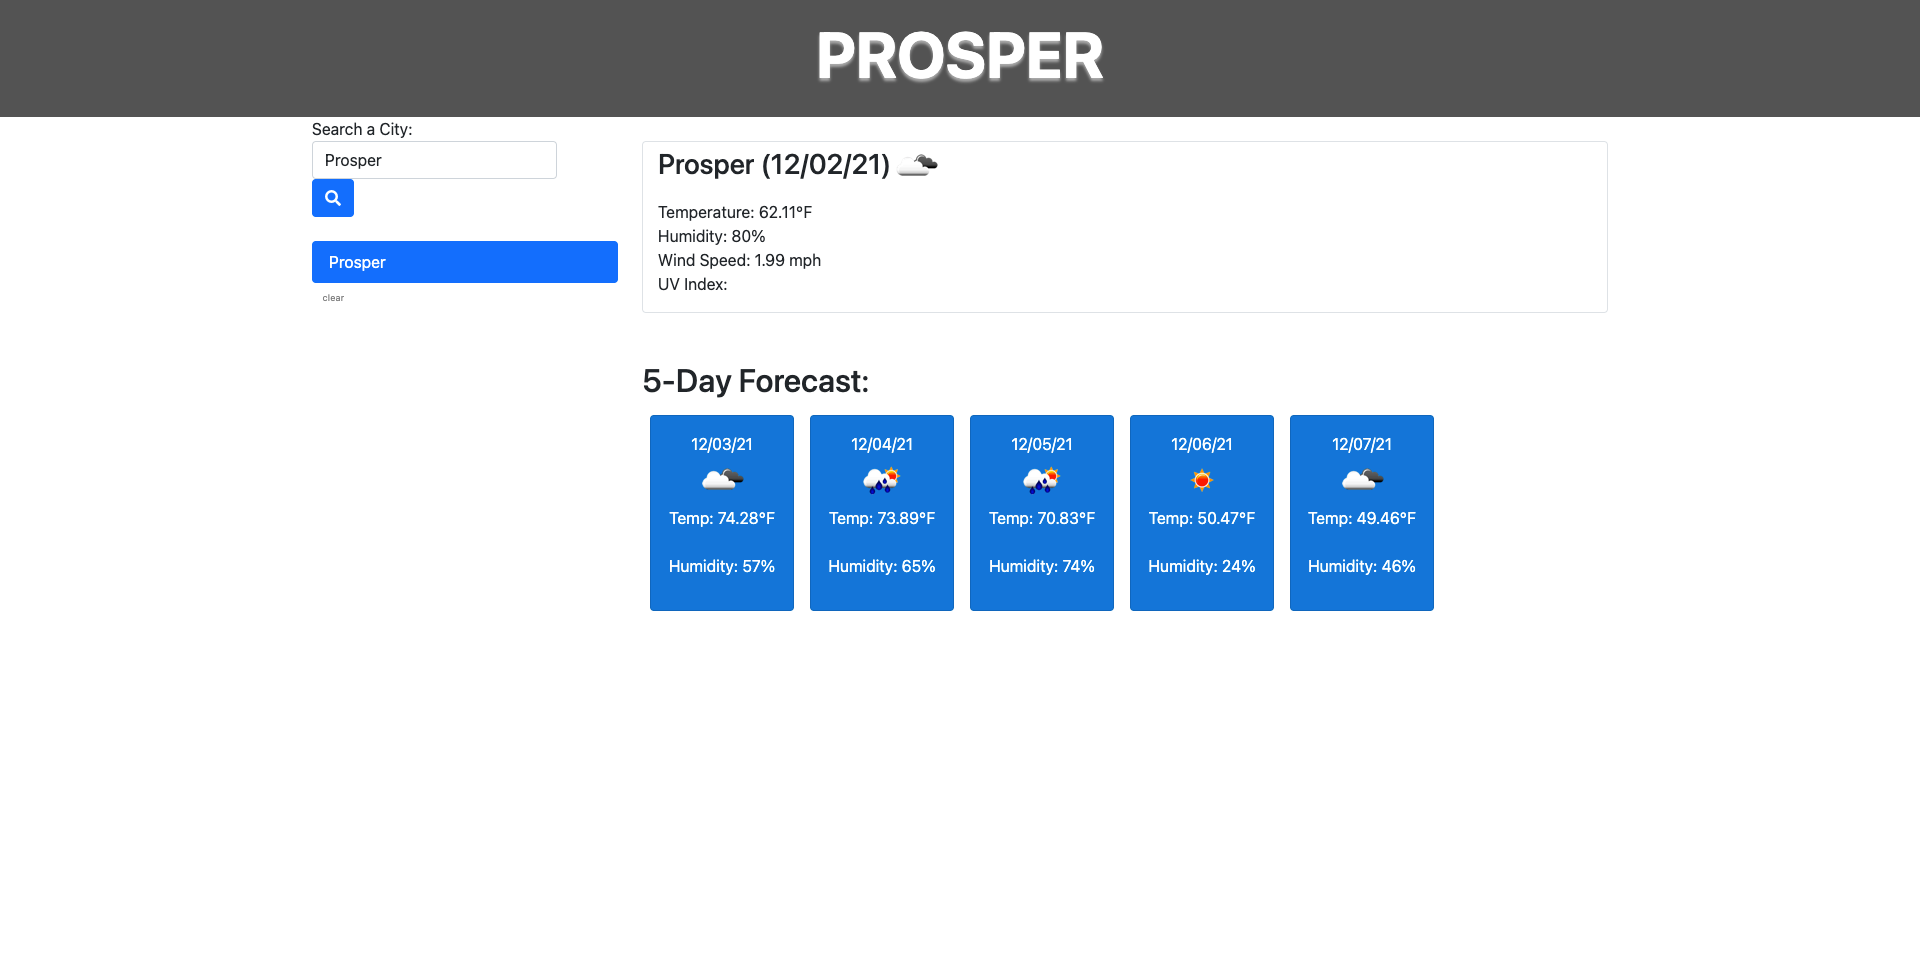 PROSPER
Search a City:
Prosper
Prosper
clear
Prosper (12/02/21)
Temperature: 62.11°F
Humidity: 80%
Wind Speed: 1.99 mph
UV Index:
5-Day Forecast:
12/03/21
Temp: 74.28°F
Humidity: 57%
12/04/21
Temp: 73.89°F
Humidity: 65%
12/05/21
Temp: 70.83°F
Humidity: 74%
12/06/21
Temp: 50.47°F
Humidity: 24%
12/07/21
Temp: 49.46°F
Humidity: 46%